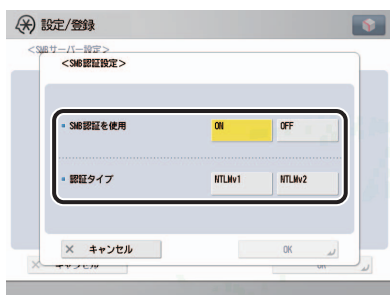 設定/登録
<SMBサーバー設定>
<SMB認証設定>
SMB認証を使用 ON OFF
認証タイプ NTLMv1 NTLMv2
× キャンセル OK
× キャンセル OK